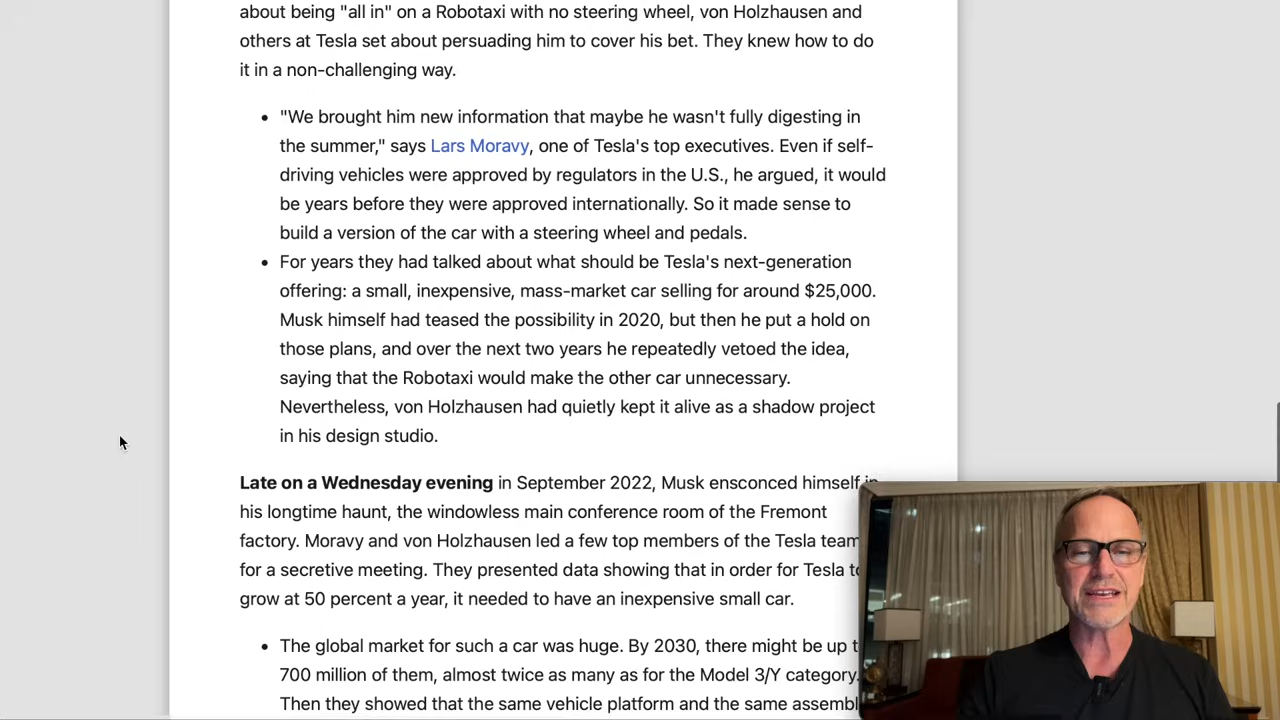 about being "all in" on a Robotaxi with no steering wheel, von Holzhausen and
others at Tesla set about persuading him to cover his bet. They knew how to do
it in a non-challenging way.
• "We brought him new information that maybe he wasn't fully digesting in
the summer," says Lars Moravy, one of Tesla's top executives. Even if self-
driving vehicles were approved by regulators in the U.S., he argued, it would
be years before they were approved internationally. So it made sense to
build a version of the car with a steering wheel and pedals.
• For years they had talked about what should be Tesla's next-generation
offering: a small, inexpensive, mass-market car selling for around $25,000.
Musk himself had teased the possibility in 2020, but then he put a hold on
those plans, and over the next two years he repeatedly vetoed the idea,
saying that the Robotaxi would make the other car unnecessary.
Nevertheless, von Holzhausen had quietly kept it alive as a shadow project
in his design studio.
Late on a Wednesday evening in September 2022, Musk ensconced himself in
his longtime haunt, the windowless main conference room of the Fremont
factory. Moravy and von Holzhausen led a few top members of the Tesla team
for a secretive meeting. They presented data showing that in order for Tesla to
grow at 50 percent a year, it needed to have an inexpensive small car.
• The global market for such a car was huge. By 2030, there might be up t
700 million of them, almost twice as many as for the Model 3/Y category.
Then they showed that the same vehicle platform and the same assembl